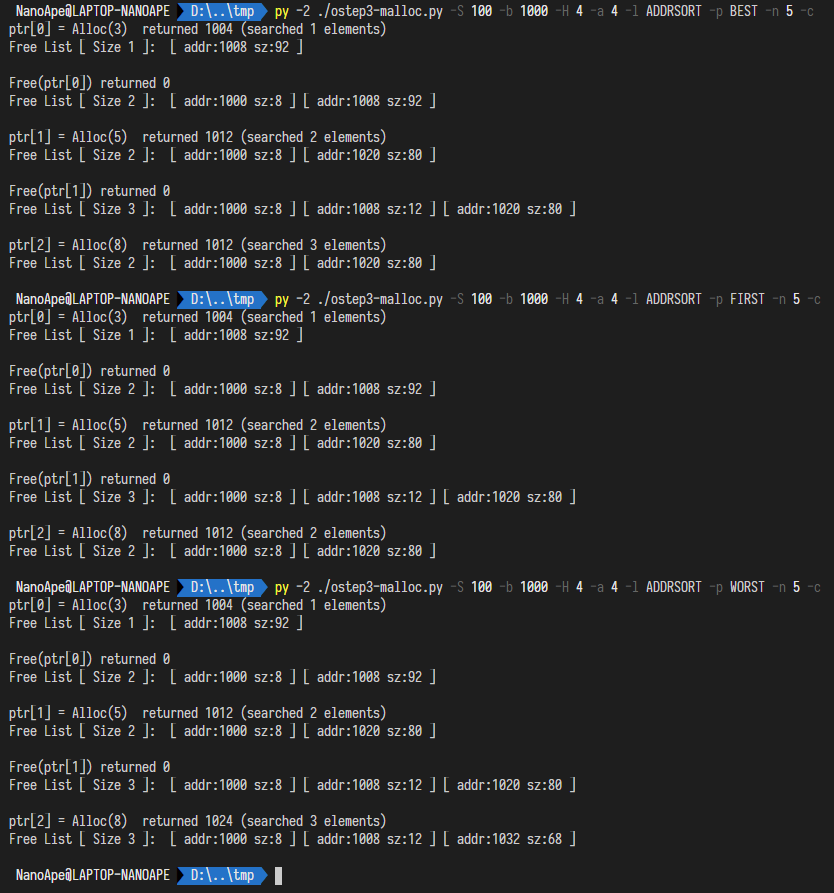 NanoApe@LAPTOP-NANOAPE D:\..\tmp py -2 ./ostep3-malloc.py -S 100 -b 1000 -H 4 -a 4 -l ADDRSORT -p BEST -n 5 -c
ptr[0] = Alloc(3)  returned 1004 (searched 1 elements)
Free List [ Size 1 ]:  [ addr:1008 sz:92 ]
Free(ptr[0]) returned 0
Free List [ Size 2 ]:  [ addr:1000 sz:8 ] [ addr:1008 sz:92 ]
ptr[1] = Alloc(5)  returned 1012 (searched 2 elements)
Free List [ Size 2 ]:  [ addr:1000 sz:8 ] [ addr:1020 sz:80 ]
Free(ptr[1]) returned 0
Free List [ Size 3 ]:  [ addr:1000 sz:8 ] [ addr:1008 sz:12 ] [ addr:1020 sz:80 ]
ptr[2] = Alloc(8)  returned 1012 (searched 3 elements)
Free List [ Size 2 ]:  [ addr:1000 sz:8 ] [ addr:1020 sz:80 ]
NanoApe@LAPTOP-NANOAPE D:\..\tmp py -2 ./ostep3-malloc.py -S 100 -b 1000 -H 4 -a 4 -l ADDRSORT -p FIRST -n 5 -c
ptr[0] = Alloc(3)  returned 1004 (searched 1 elements)
Free List [ Size 1 ]:  [ addr:1008 sz:92 ]
Free(ptr[0]) returned 0
Free List [ Size 2 ]:  [ addr:1000 sz:8 ] [ addr:1008 sz:92 ]
ptr[1] = Alloc(5)  returned 1012 (searched 2 elements)
Free List [ Size 2 ]:  [ addr:1000 sz:8 ] [ addr:1020 sz:80 ]
Free(ptr[1]) returned 0
Free List [ Size 3 ]:  [ addr:1000 sz:8 ] [ addr:1008 sz:12 ] [ addr:1020 sz:80 ]
ptr[2] = Alloc(8)  returned 1012 (searched 2 elements)
Free List [ Size 2 ]:  [ addr:1000 sz:8 ] [ addr:1020 sz:80 ]
NanoApe@LAPTOP-NANOAPE D:\..\tmp py -2 ./ostep3-malloc.py -S 100 -b 1000 -H 4 -a 4 -l ADDRSORT -p WORST -n 5 -c
ptr[0] = Alloc(3)  returned 1004 (searched 1 elements)
Free List [ Size 1 ]:  [ addr:1008 sz:92 ]
Free(ptr[0]) returned 0
Free List [ Size 2 ]:  [ addr:1000 sz:8 ] [ addr:1008 sz:92 ]
ptr[1] = Alloc(5)  returned 1012 (searched 2 elements)
Free List [ Size 2 ]:  [ addr:1000 sz:8 ] [ addr:1020 sz:80 ]
Free(ptr[1]) returned 0
Free List [ Size 3 ]:  [ addr:1000 sz:8 ] [ addr:1008 sz:12 ] [ addr:1020 sz:80 ]
ptr[2] = Alloc(8)  returned 1024 (searched 3 elements)
Free List [ Size 3 ]:  [ addr:1000 sz:8 ] [ addr:1008 sz:12 ] [ addr:1032 sz:68 ]
NanoApe@LAPTOP-NANOAPE D:\..\tmp